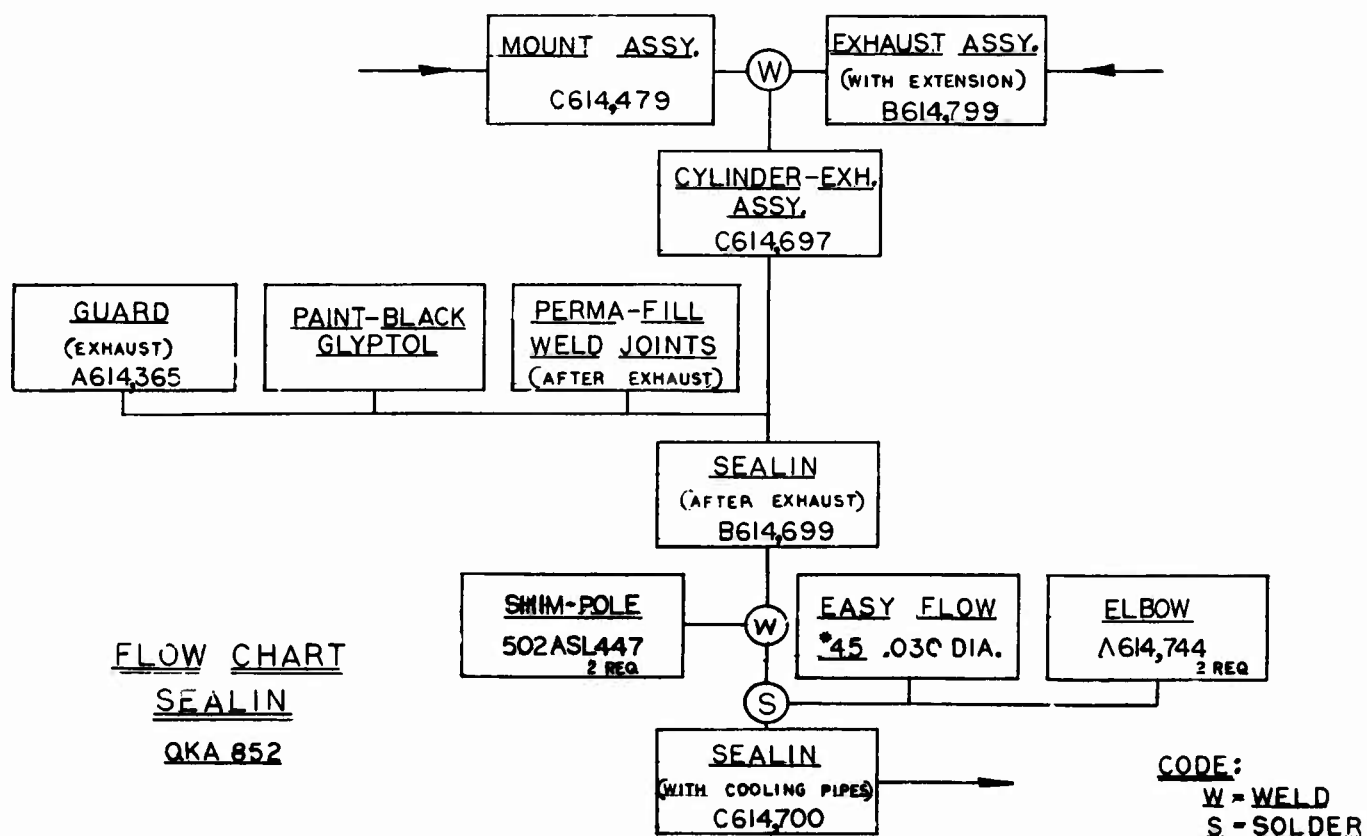 MOUNT ASSY.
C614,479
W
EXHAUST ASSY.
(WITH EXTENSION)
B614,799
CYLINDER-EXH.
ASSY.
C614,697
GUARD
(EXHAUST)
A614,365
PAINT-BLACK
GLYPTOL
PERMA-FILL
WELD JOINTS
(AFTER EXHAUST)
SEALIN
(AFTER EXHAUST)
B614,699
SHIM-POLE
502ASL447
2 REQ
W
EASY FLOW
#45 .030 DIA.
ELBOW
A614,744
2 REQ
S
SEALIN
(WITH COOLING PIPES)
C614,700
FLOW CHART
SEALIN
QKA 852
CODE:
W = WELD
S = SOLDER